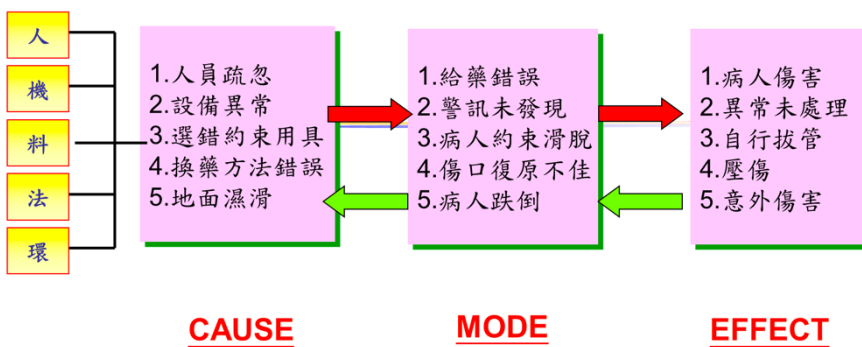 人
機
料
法
環
1.人員疏忽
2.設備異常
3.選錯約束用具
4.換藥方法錯誤
5.地面濕滑
1.給藥錯誤
2.警訊未發現
3.病人約束滑脫
4.傷口復原不佳
5.病人跌倒
1.病人傷害
2.異常未處理
3.自行拔管
4.壓傷
5.意外傷害
CAUSE
MODE
EFFECT